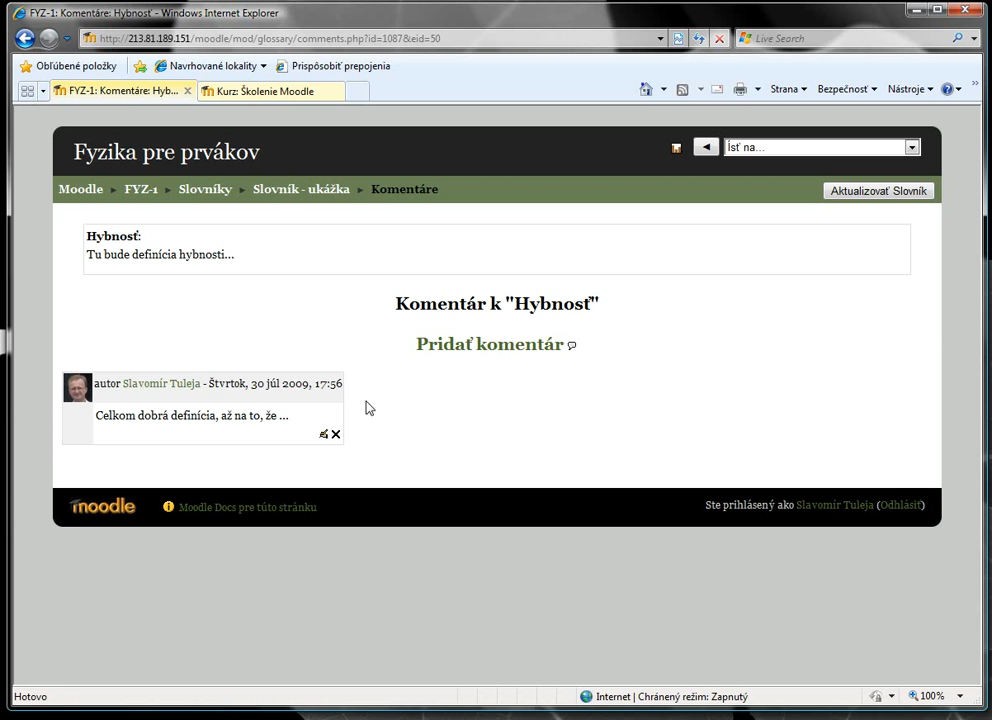 FYZ-1: Komentáre: Hybnosť - Windows Internet Explorer
http://213.81.189.151/moodle/mod/glossary/comments.php?id=1087&eid=50
Live Search
Obľúbené položky
Navrhované lokality
Prispôsobiť prepojenia
FYZ-1: Komentáre: Hyb...
Kurz: Školenie Moodle
Strana
Bezpečnosť
Nástroje
»
Fyzika pre prvákov
◄
Ísť na...
Moodle ► FYZ-1 ► Slovníky ► Slovník - ukážka ► Komentáre
Aktualizovať Slovník
Hybnosť:
Tu bude definícia hybnosti...
Komentár k "Hybnosť"
Pridať komentár
autor Slavomír Tuleja - Štvrtok, 30 júl 2009, 17:56
Celkom dobrá definícia, až na to, že ...
moodle
Moodle Docs pre túto stránku
Ste prihlásený ako Slavomír Tuleja (Odhlásiť)
Hotovo
Internet | Chránený režim: Zapnutý
100%